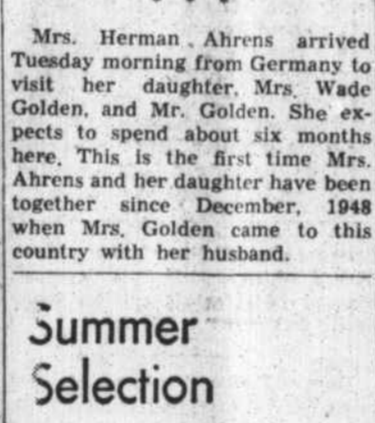 Mrs. Herman Ahrens arrived
Tuesday morning from Germany to
visit her daughter, Mrs. Wade
Golden, and Mr. Golden. She ex-
pects to spend about six months
here. This is the first time Mrs.
Ahrens and her daughter have been
together since December, 1948
when Mrs. Golden came to this
country with her husband.
Summer
Selection